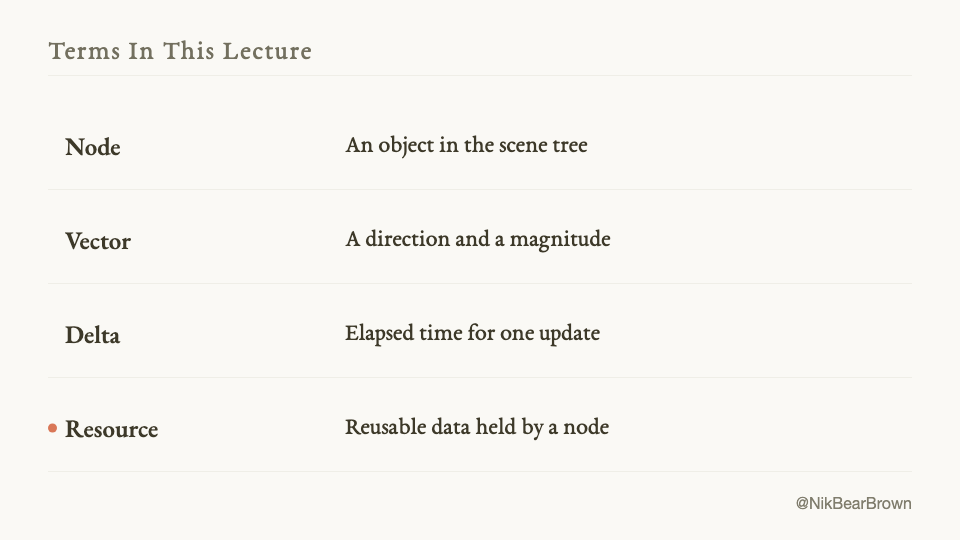 Terms In This Lecture
Node An object in the scene tree
Vector A direction and a magnitude
Delta Elapsed time for one update
Resource Reusable data held by a node
@NikBearBrown